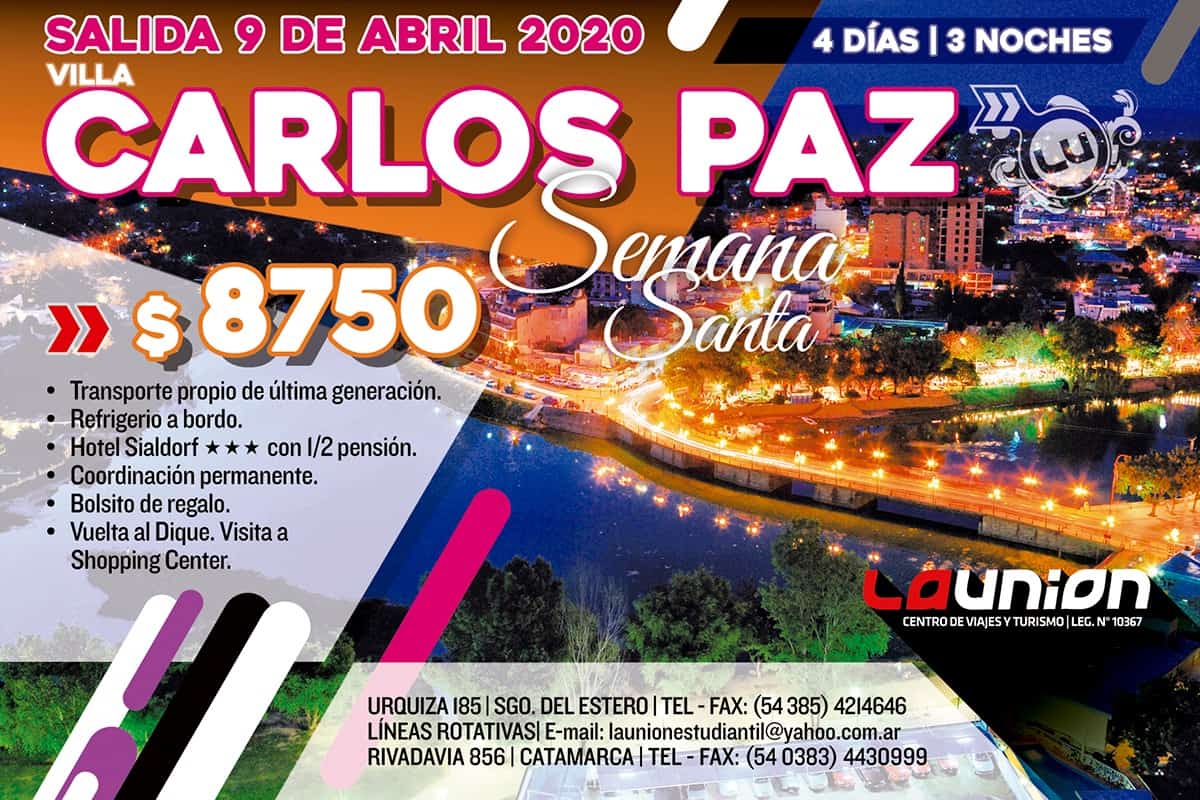 SALIDA 9 DE ABRIL 2020
4 DÍAS | 3 NOCHES
VILLA
CARLOS PAZ
LU
Semana
Santa
$ 8750
• Transporte propio de última generación.
• Refrigerio a bordo.
• Hotel Sialdorf ★★★ con 1/2 pensión.
• Coordinación permanente.
• Bolsito de regalo.
• Vuelta al Dique. Visita a
Shopping Center.
LaUnion
CENTRO DE VIAJES Y TURISMO | LEG. N° 10367
URQUIZA 185 | SGO. DEL ESTERO | TEL - FAX: (54 385) 4214646
LÍNEAS ROTATIVAS| E-mail: launionestudiantil@yahoo.com.ar
RIVADAVIA 856 | CATAMARCA | TEL - FAX: (54 0383) 4430999